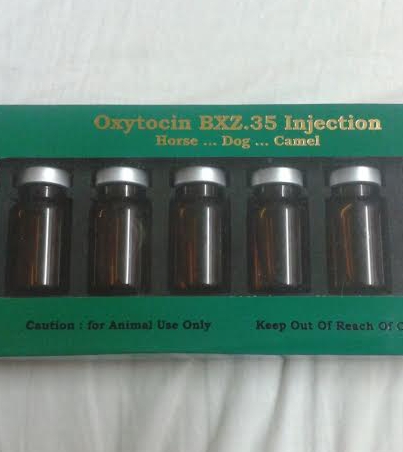 Oxytocin BXZ.35 Injection
Horse ... Dog ... Camel
Caution : for Animal Use Only
Keep Out Of Reach Of